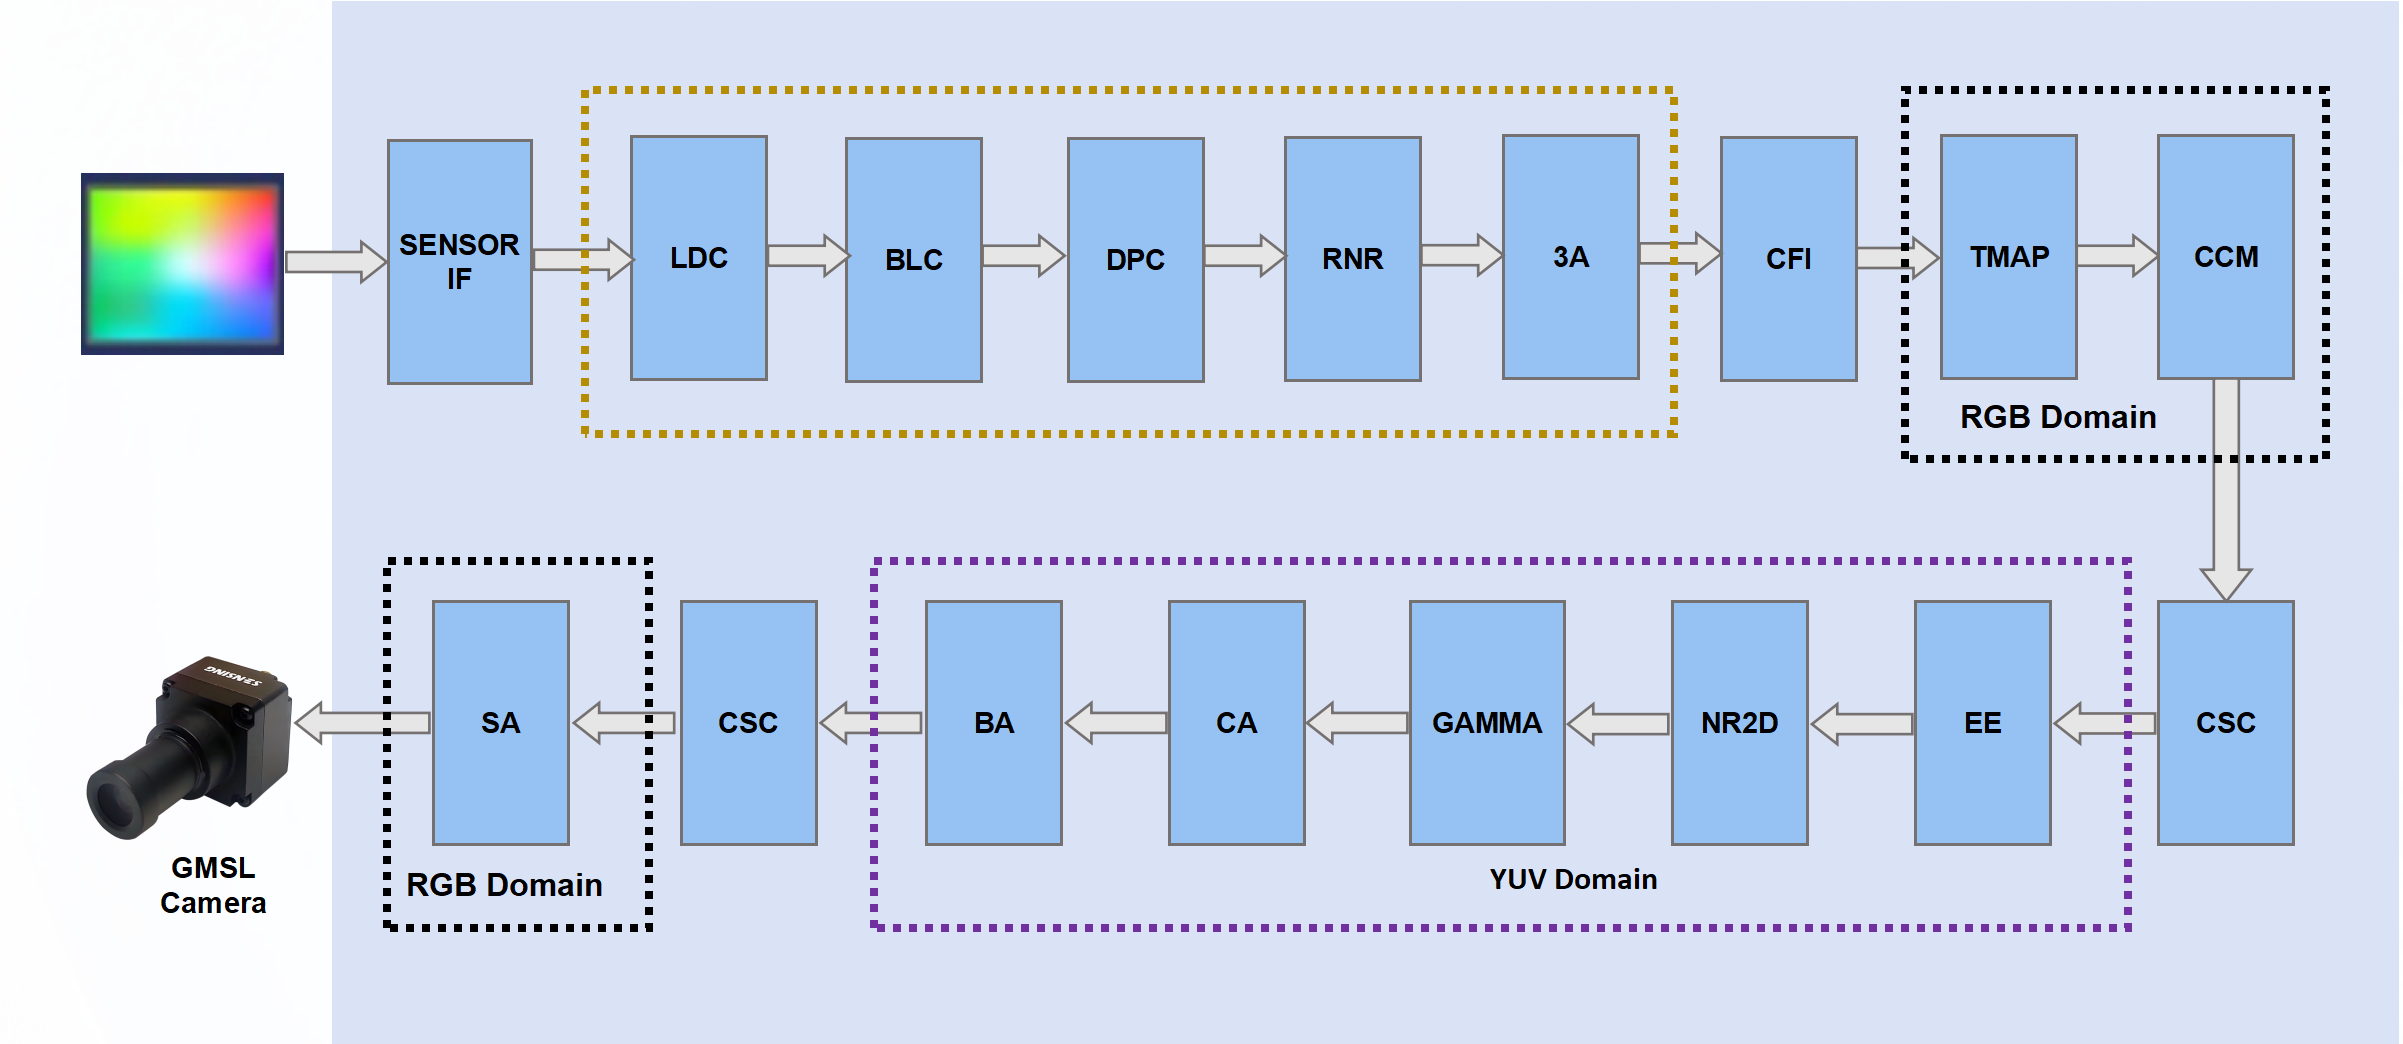 SENSOR
IF
LDC
BLC
DPC
RNR
3A
CFI
TMAP
CCM
RGB Domain
SA
CSC
BA
CA
GAMMA
NR2D
EE
CSC
RGB Domain
YUV Domain
SENSING
GMSL
Camera